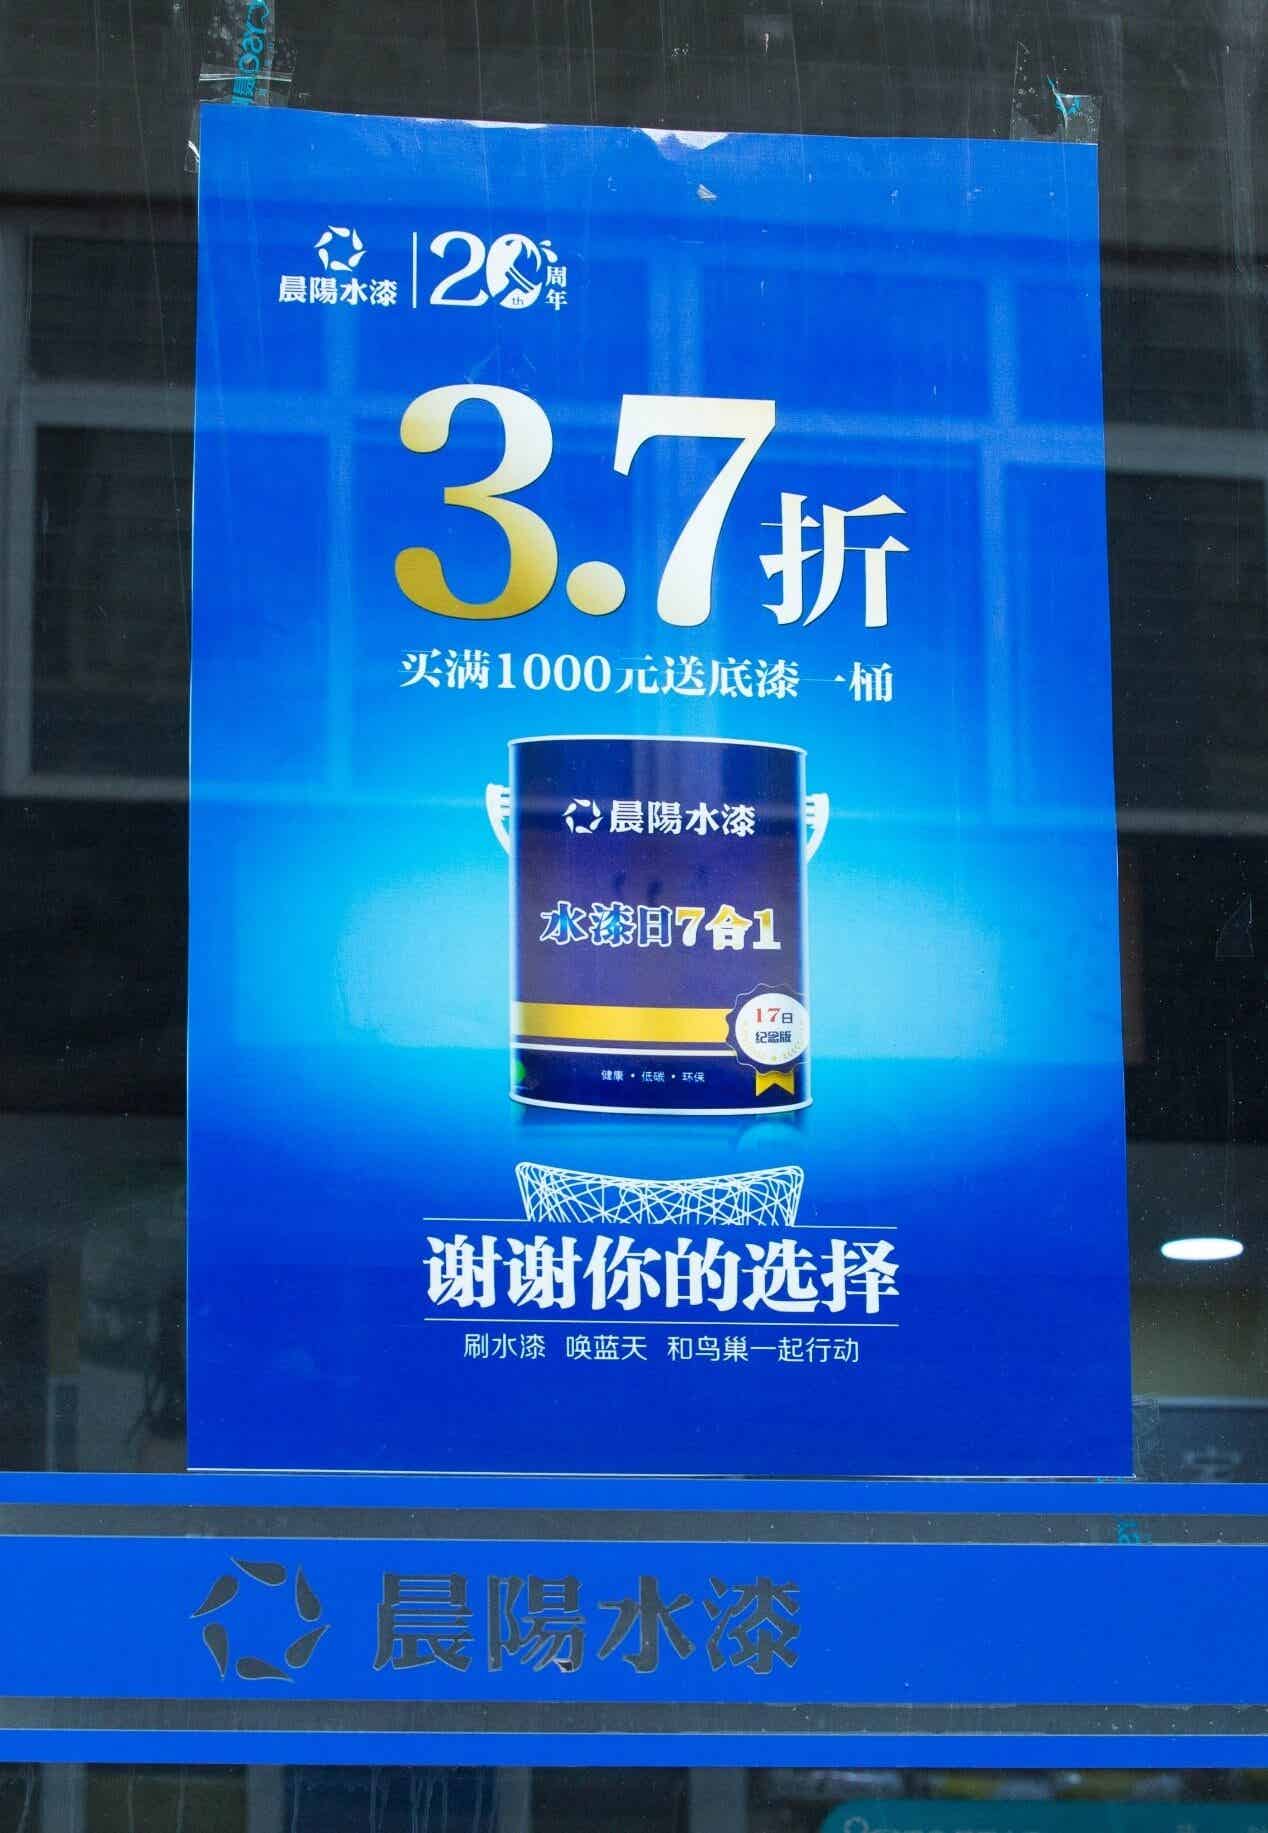 晨陽水漆 20th 周年
3.7折
买满1000元送底漆一桶
晨陽水漆
水漆日7合1
17日
纪念版
健康・低碳・环保
谢谢你的选择
刷水漆 唤蓝天 和鸟巢一起行动
晨陽水漆